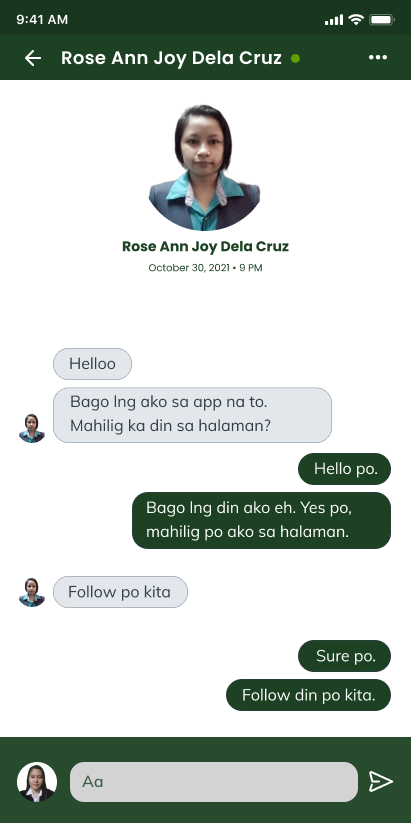 9:41 AM
Rose Ann Joy Dela Cruz
Rose Ann Joy Dela Cruz
October 30, 2021 • 9 PM
Helloo
Bago lng ako sa app na to.
Mahilig ka din sa halaman?
Hello po.
Bago lng din ako eh. Yes po,
mahilig po ako sa halaman.
Follow po kita
Sure po.
Follow din po kita.
Aa